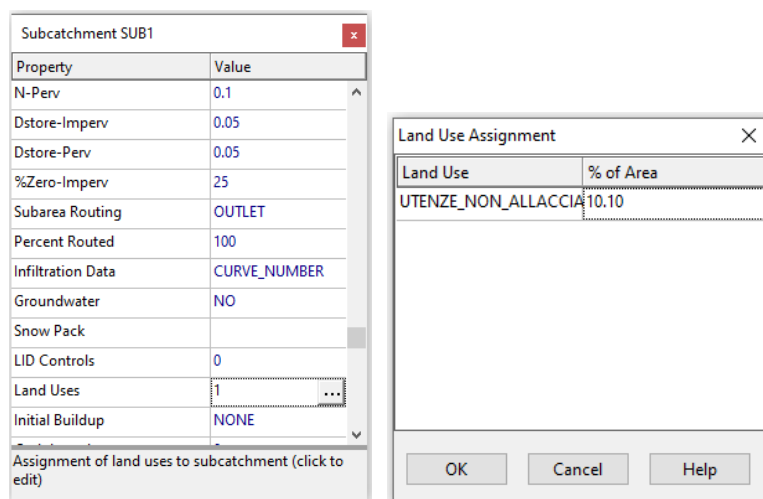 Subcatchment SUB1
x
Property Value
N-Perv 0.1
Dstore-Imperv 0.05
Dstore-Perv 0.05
%Zero-Imperv 25
Subarea Routing OUTLET
Percent Routed 100
Infiltration Data CURVE_NUMBER
Groundwater NO
Snow Pack
LID Controls 0
Land Uses 1 ...
Initial Buildup NONE
Assignment of land uses to subcatchment (click to
edit)
Land Use Assignment
Land Use % of Area
UTENZE_NON_ALLACCIA 10.10
OK Cancel Help